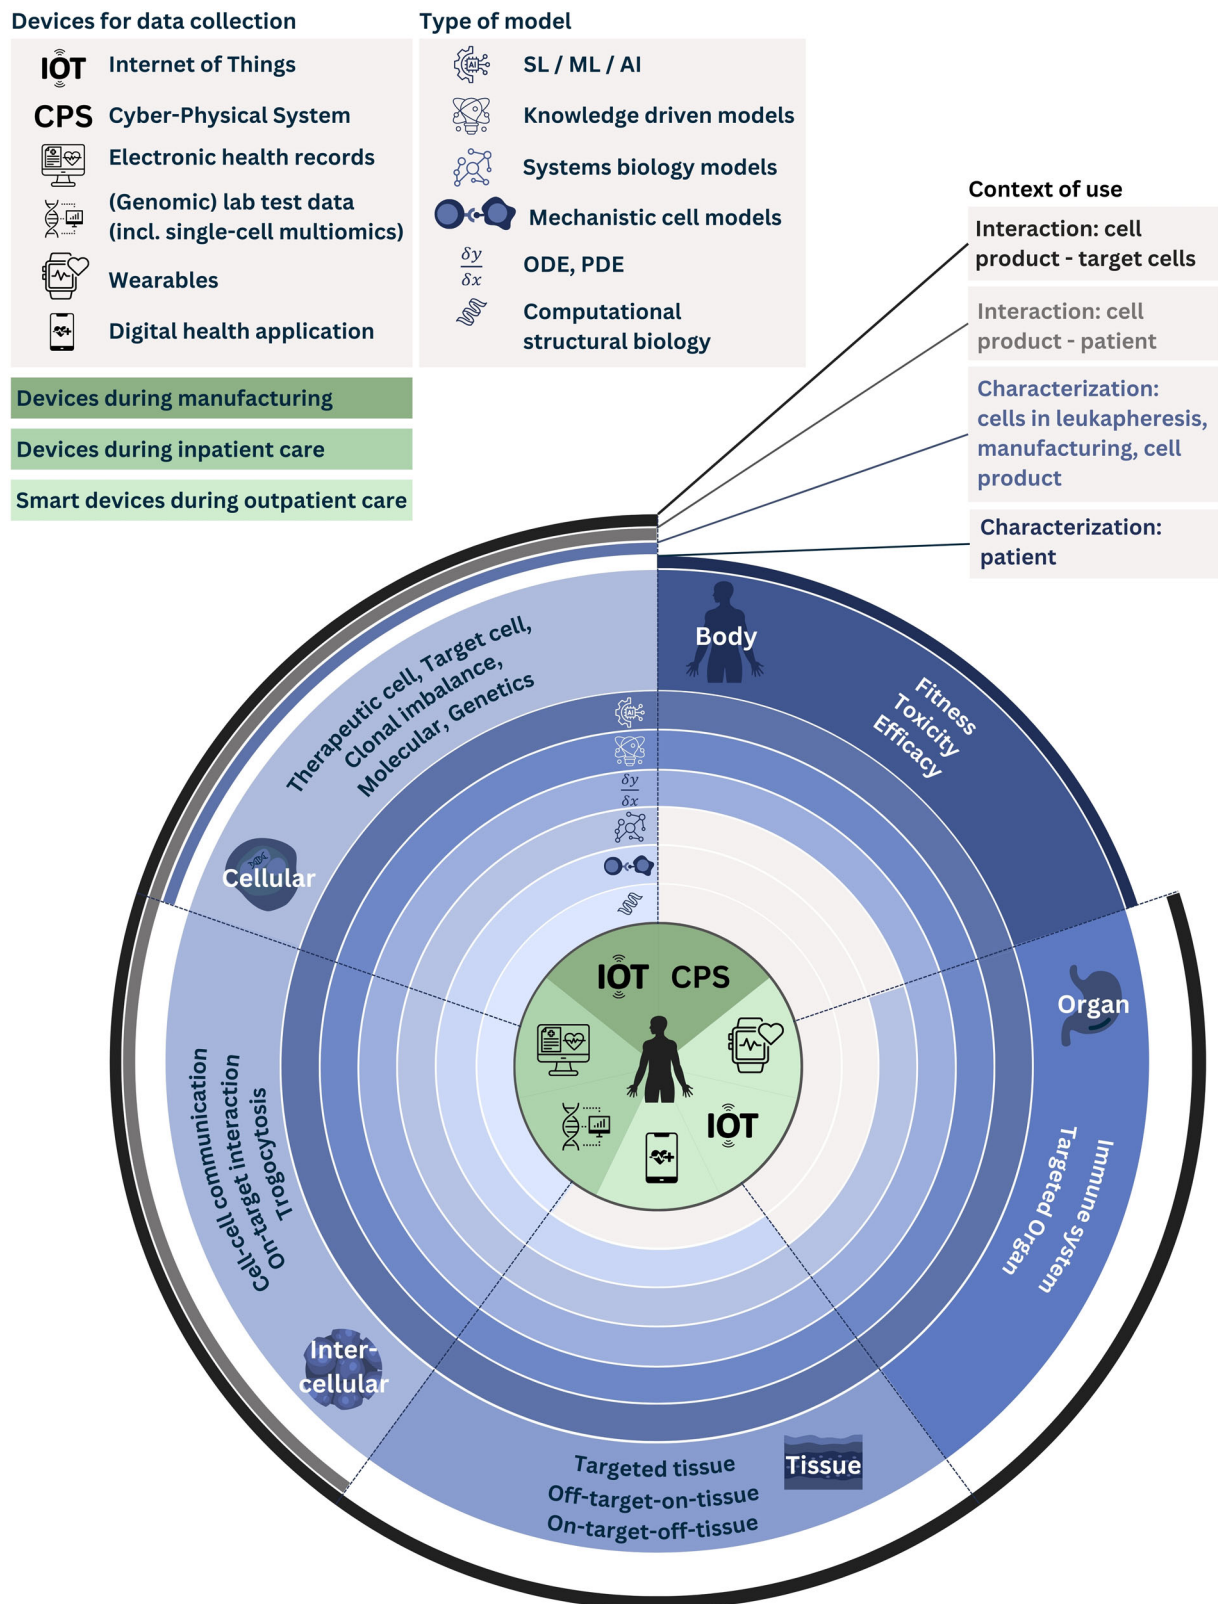 Devices for data collection
IOT Internet of Things
CPS Cyber-Physical System
Electronic health records
(Genomic) lab test data
(incl. single-cell multiomics)
Wearables
Digital health application
Type of model
AI SL / ML / AI
Knowledge driven models
Systems biology models
Mechanistic cell models
δy
δx
ODE, PDE
Computational
structural biology
Devices during manufacturing
Devices during inpatient care
Smart devices during outpatient care
Context of use
Interaction: cell
product - target cells
Interaction: cell
product - patient
Characterization:
cells in leukapheresis,
manufacturing, cell
product
Characterization:
patient
Body
Fitness
Toxicity
Efficacy
Therapeutic cell, Target cell,
Clonal imbalance,
Molecular, Genetics
Cellular
AI
δy
δx
IOT CPS
IOT
Organ
Immune system
Targeted Organ
Cell-cell communication
On-target interaction
Trogocytosis
Inter-
cellular
Tissue
Targeted tissue
Off-target-on-tissue
On-target-off-tissue